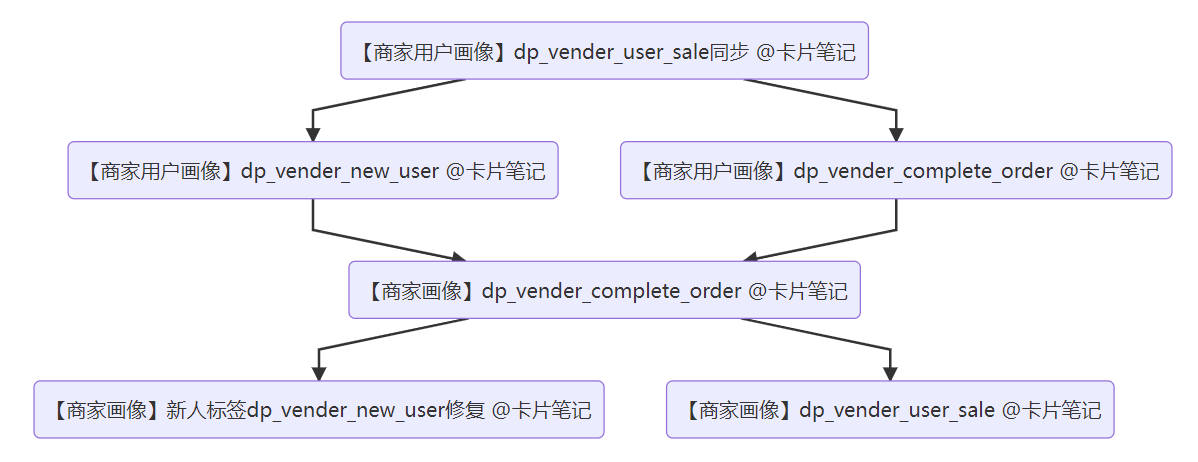 【商家用户画像】dp_vender_user_sale同步 @卡片笔记
【商家用户画像】dp_vender_new_user @卡片笔记
【商家用户画像】dp_vender_complete_order @卡片笔记
【商家画像】dp_vender_complete_order @卡片笔记
【商家画像】新人标签dp_vender_new_user修复 @卡片笔记
【商家画像】dp_vender_user_sale @卡片笔记